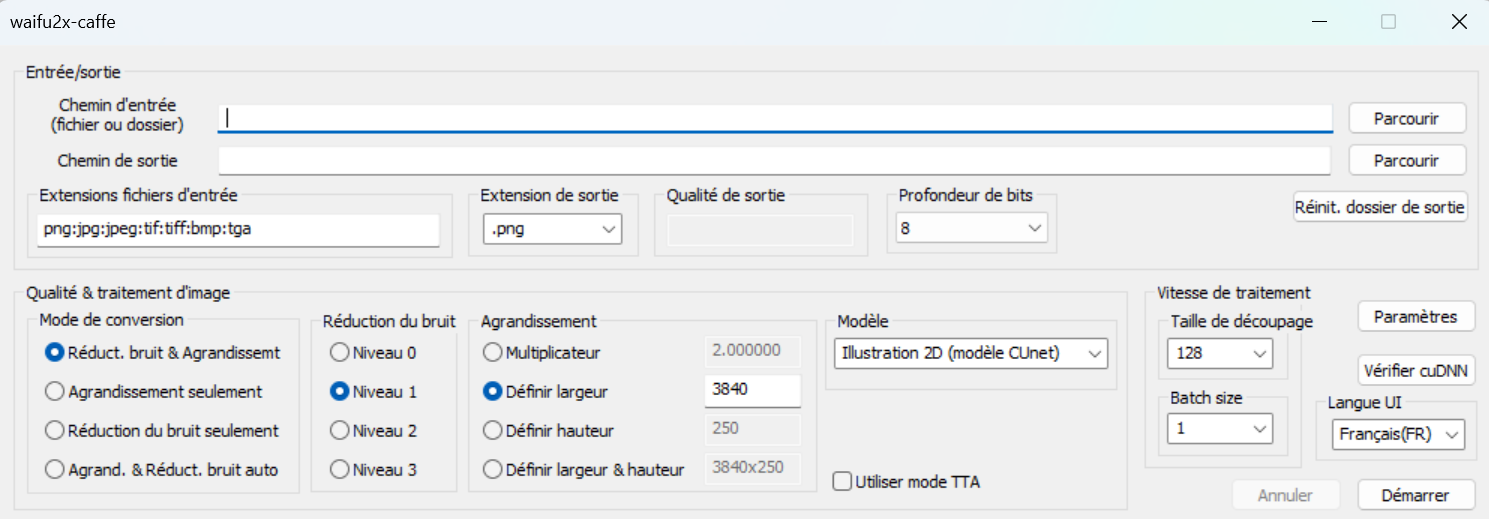 waifu2x-caffe
Entrée/sortie
Chemin d'entrée
(fichier ou dossier)
Parcourir
Chemin de sortie
Parcourir
Extensions fichiers d'entrée
png:jpg:jpeg:tif:tiff:bmp:tga
Extension de sortie
.png
Qualité de sortie
Profondeur de bits
8
Réinit. dossier de sortie
Qualité & traitement d'image
Mode de conversion
Réduct. bruit & Agrandissemt
Agrandissement seulement
Réduction du bruit seulement
Agrand. & Réduct. bruit auto
Réduction du bruit
Niveau 0
Niveau 1
Niveau 2
Niveau 3
Agrandissement
Multiplicateur 2.000000
Définir largeur 3840
Définir hauteur 250
Définir largeur & hauteur 3840x250
Modèle
Illustration 2D (modèle CUnet)
Utiliser mode TTA
Vitesse de traitement
Taille de découpage
128
Batch size
1
Paramètres
Vérifier cuDNN
Langue UI
Français(FR)
Annuler
Démarrer